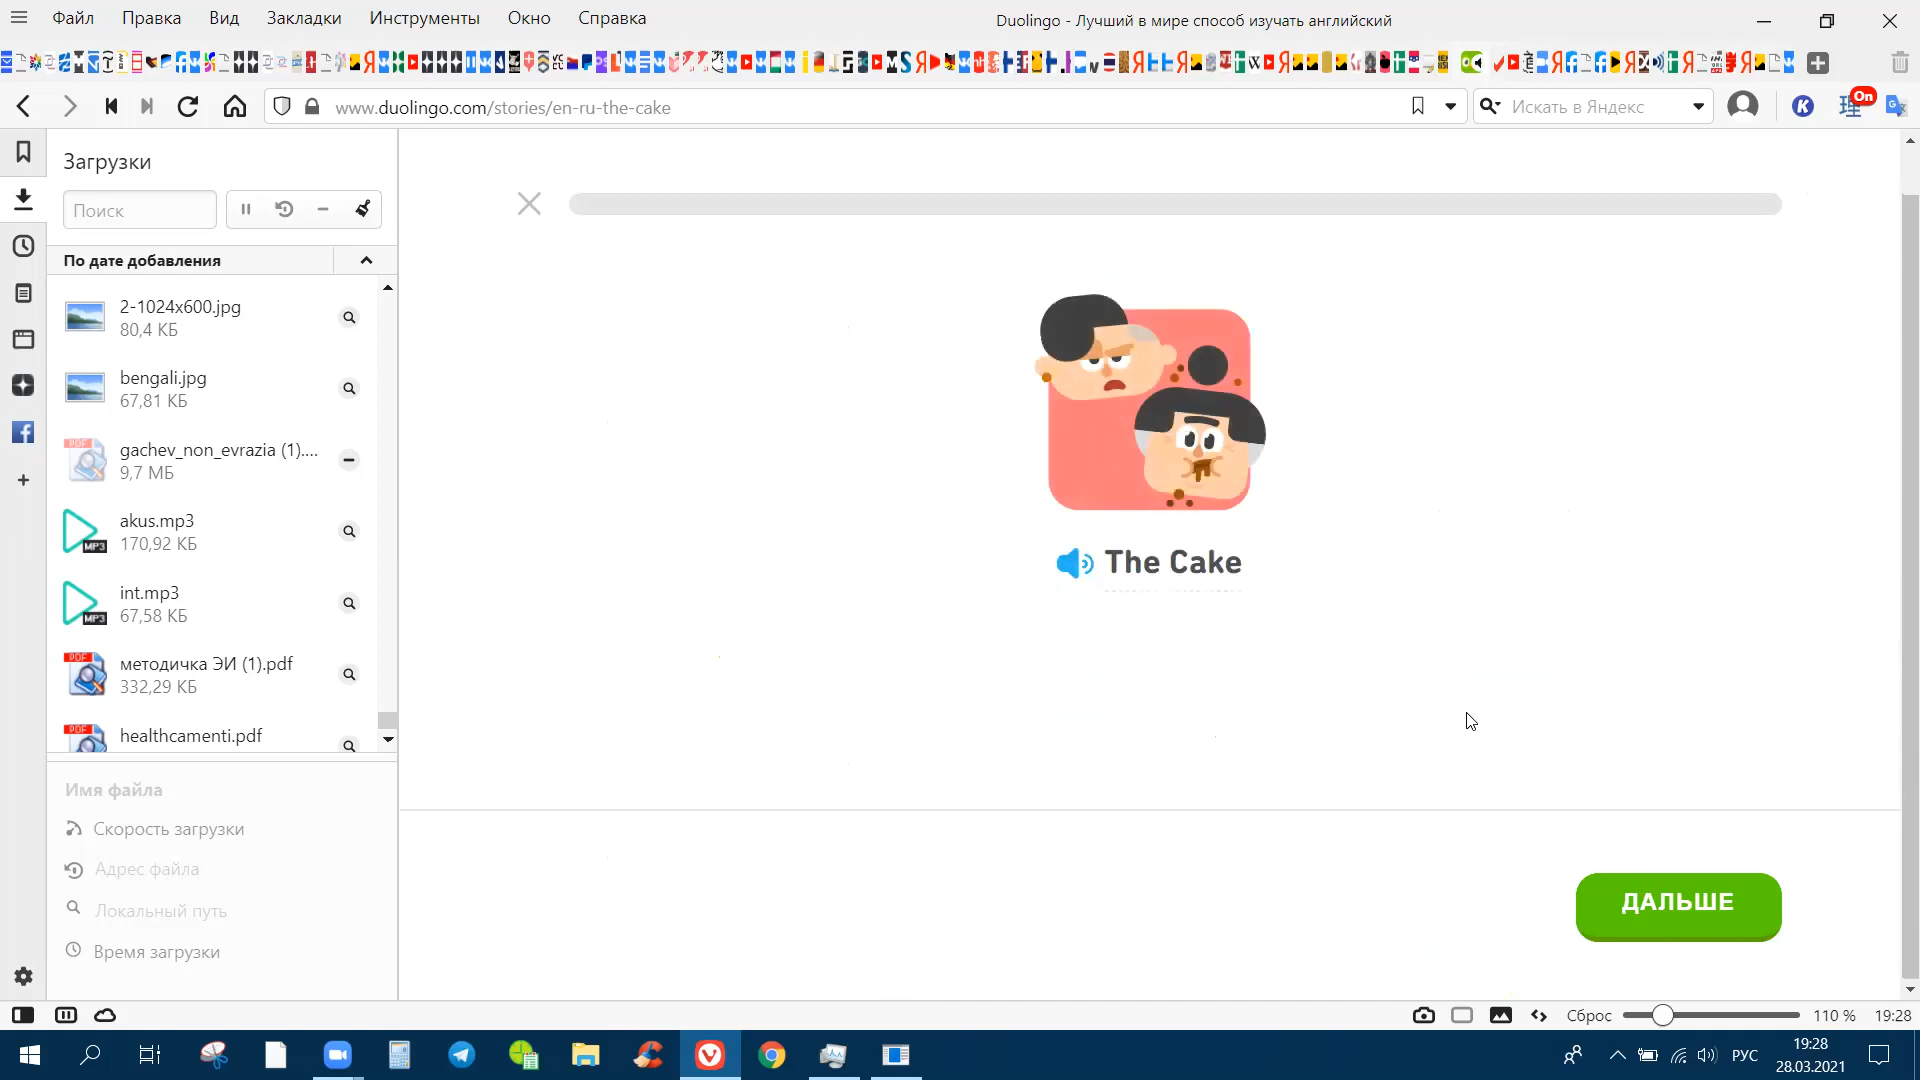 Файл Правка Вид Закладки Инструменты Окно Справка
Duolingo - Лучший в мире способ изучать английский
www.duolingo.com/stories/en-ru-the-cake
Искать в Яндекс
On
Загрузки
Поиск
По дате добавления
2-1024x600.jpg
80,4 КБ
bengali.jpg
67,81 КБ
gachev_non_evrazia (1)....
9,7 МБ
akus.mp3
170,92 КБ
int.mp3
67,58 КБ
методичка ЭИ (1).pdf
332,29 КБ
healthcamenti.pdf
Имя файла
Скорость загрузки
Адрес файла
Локальный путь
Время загрузки
The Cake
ДАЛЬШЕ
Сброс
110 %
19:28
РУС
19:28
28.03.2021